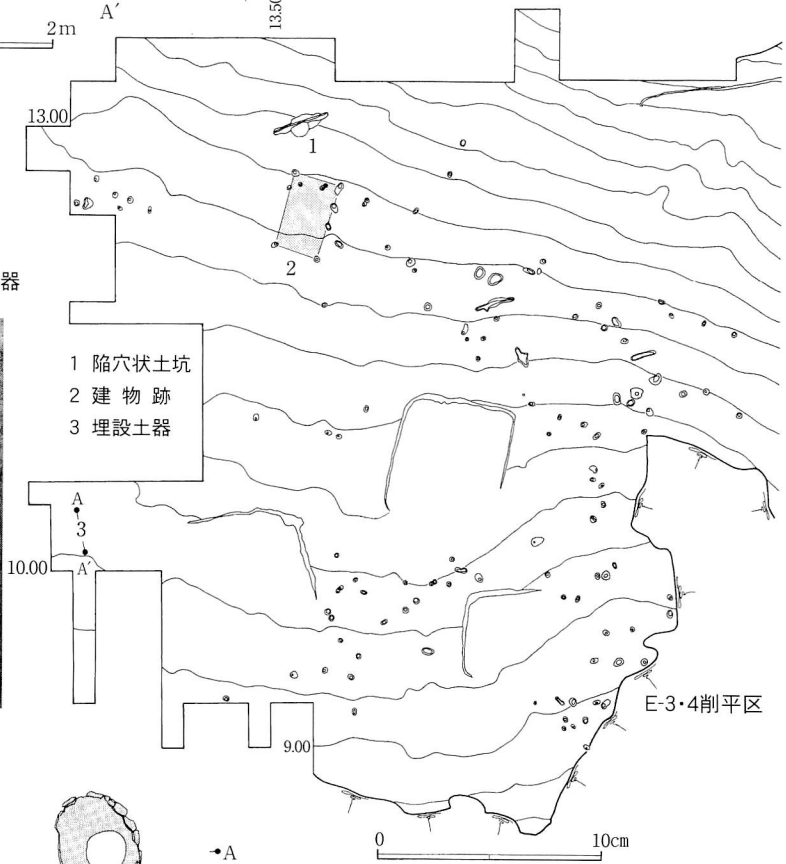 A′
2m
13.50
13.00
1
2
器
1 陥穴状土坑
2 建物跡
3 埋設土器
A
3
A′
10.00
E-3・4削平区
9.00
A
0 10cm